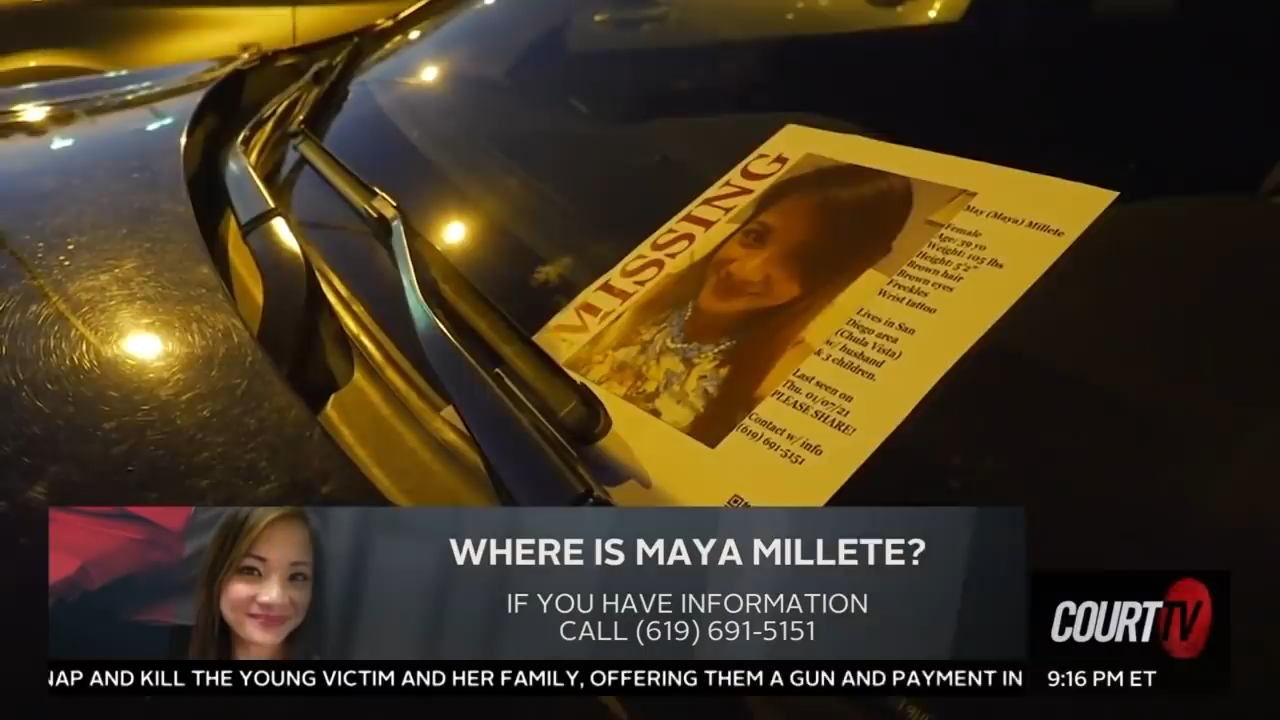 MISSING
May (Maya) Millete
Female
Age: 39 yo
Weight: 105 lbs
Height: 5'2"
Brown hair
Brown eyes
Freckles
Wrist tattoo
Lives in San
Diego area
(Chula Vista)
w/ husband
& 3 children.
Last seen on
Thu. 01/07/21
PLEASE SHARE!
Contact w/ info
(619) 691-5151
WHERE IS MAYA MILLETE?
IF YOU HAVE INFORMATION
CALL (619) 691-5151
COURT TV
NAP AND KILL THE YOUNG VICTIM AND HER FAMILY, OFFERING THEM A GUN AND PAYMENT IN
9:16 PM ET